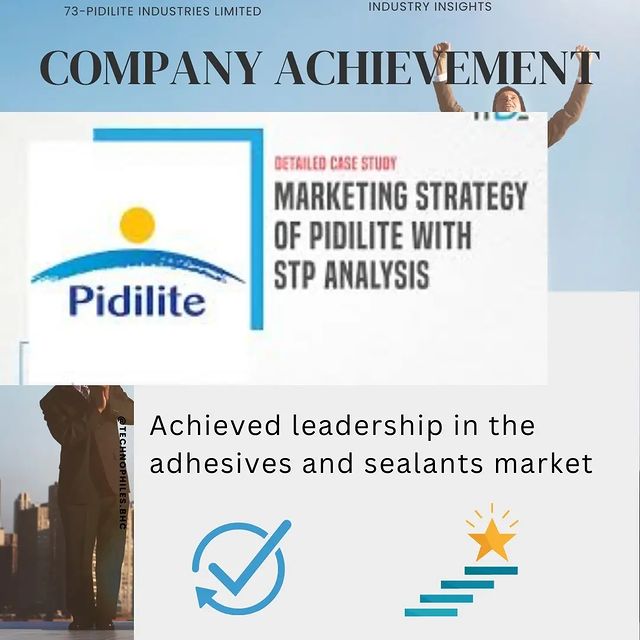 73-PIDILITE INDUSTRIES LIMITED
INDUSTRY INSIGHTS
COMPANY ACHIEVEMENT
DETAILED CASE STUDY
MARKETING STRATEGY
OF PIDILITE WITH
STP ANALYSIS
Pidilite
Achieved leadership in the
adhesives and sealants market
@TECHNOPHILES.BHC